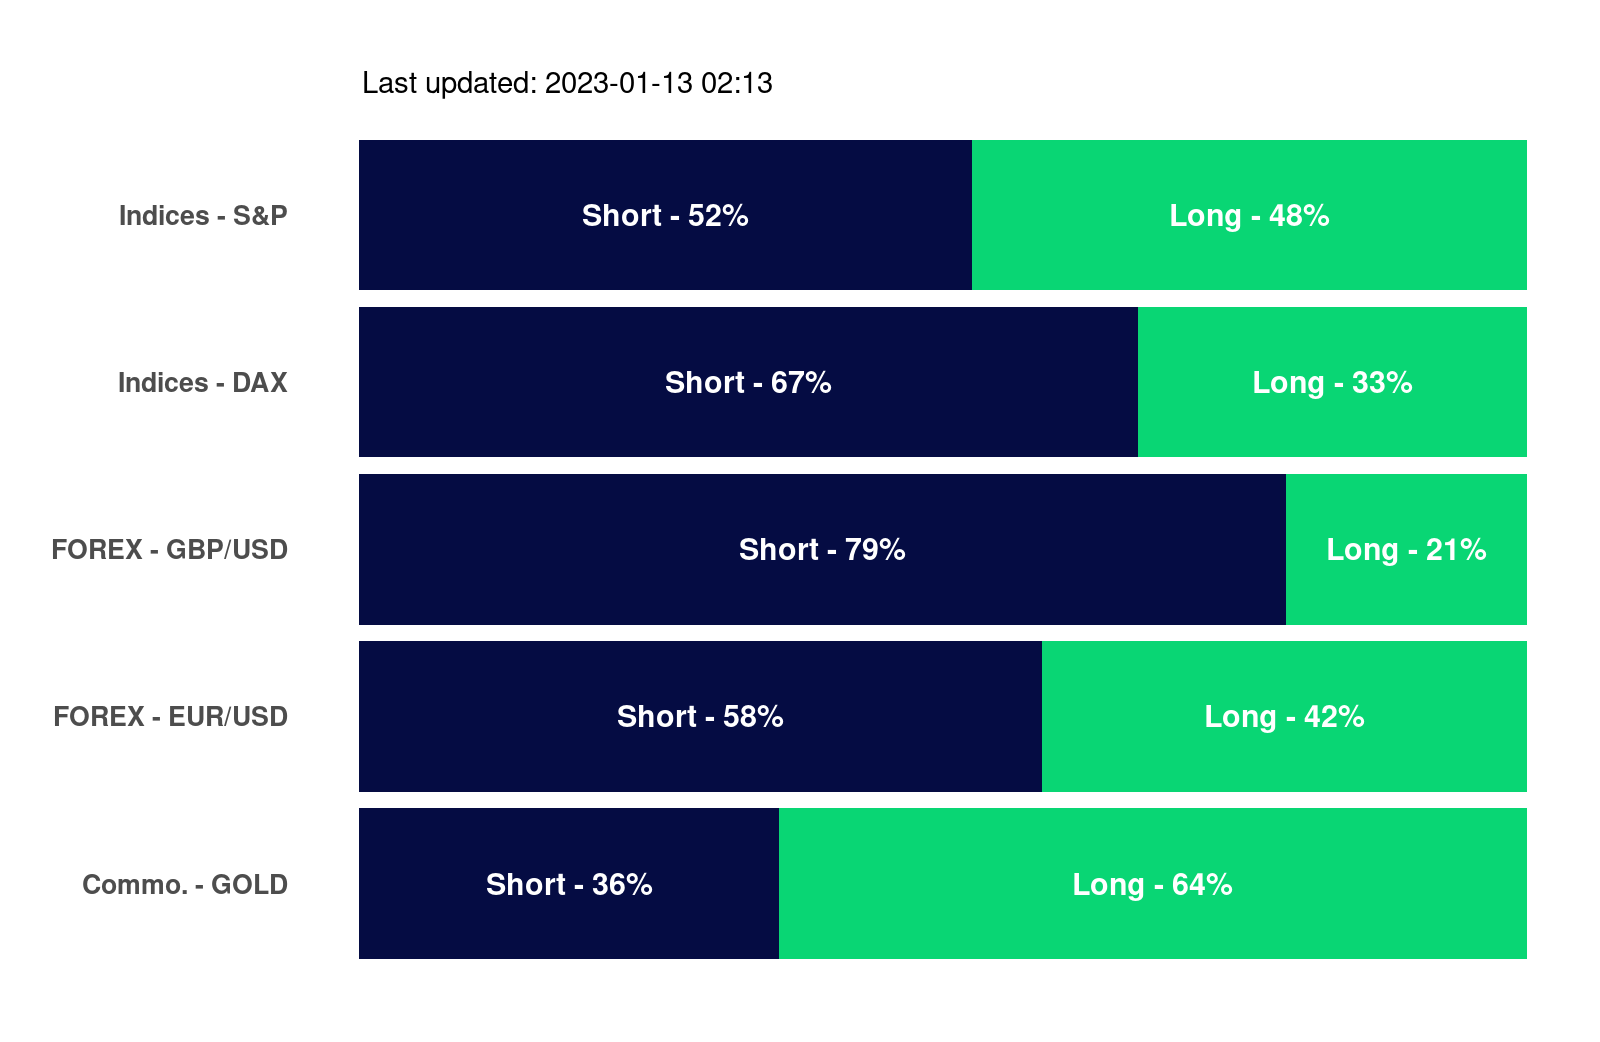 Last updated: 2023-01-13 02:13
Indices - S&P
Short - 52%
Long - 48%
Indices - DAX
Short - 67%
Long - 33%
FOREX - GBP/USD
Short - 79%
Long - 21%
FOREX - EUR/USD
Short - 58%
Long - 42%
Commo. - GOLD
Short - 36%
Long - 64%